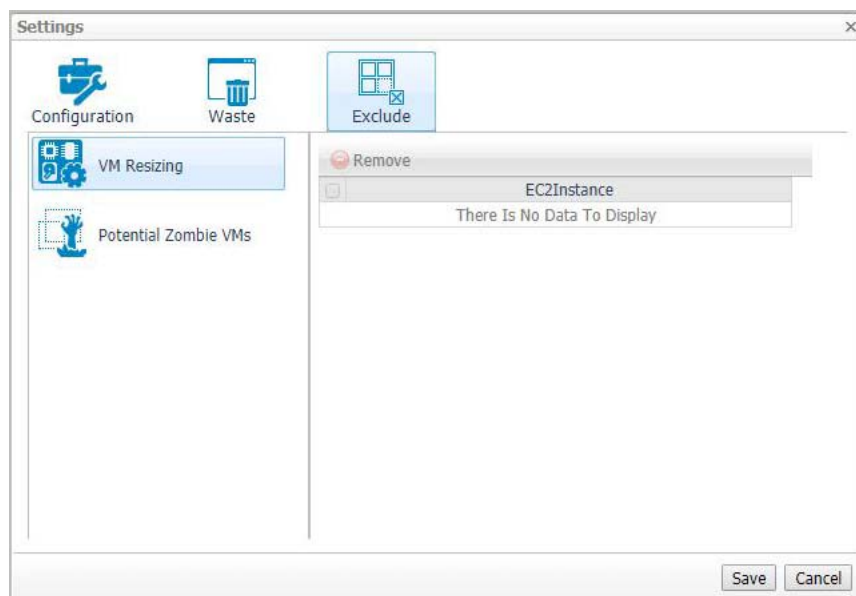 Settings
Configuration
Waste
Exclude
VM Resizing
Potential Zombie VMs
Remove
EC2Instance
There Is No Data To Display
Save
Cancel